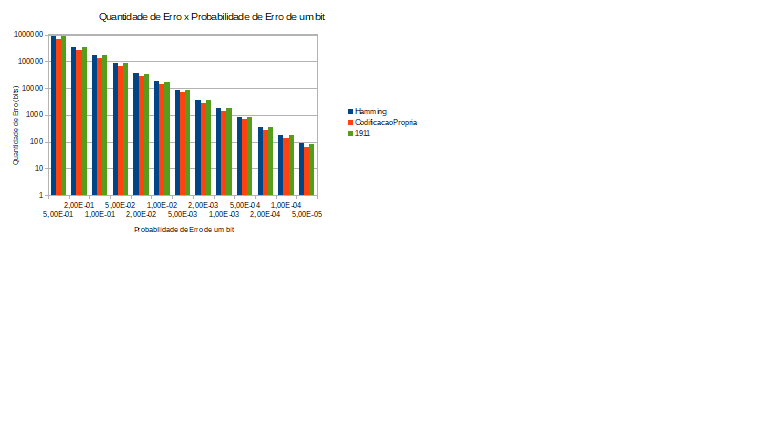 Quantidade de Erro x Probabilidade de Erro de um bit
Quantidade de Erro (bits)
1000000
100000
10000
1000
100
10
1
2,00E-01 5,00E-02 1,00E-02 2,00E-03 5,00E-04 1,00E-04
5,00E-01 1,00E-01 2,00E-02 5,00E-03 1,00E-03 2,00E-04 5,00E-05
Probabilidade de Erro de um bit
Hamming
CodificacaoPropria
1911